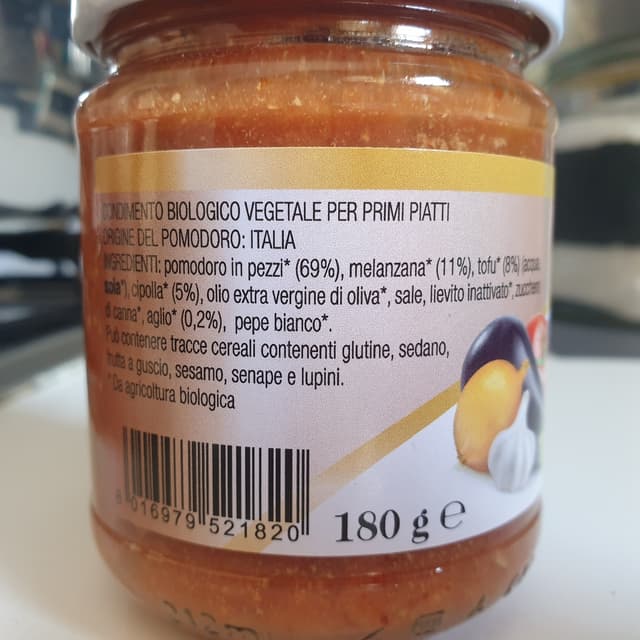 CONDIMENTO BIOLOGICO VEGETALE PER PRIMI PIATTI
ORIGINE DEL POMODORO: ITALIA
INGREDIENTI: pomodoro in pezzi* (69%), melanzana* (11%), tofu* (8%) (acqua,
soia*), cipolla* (5%), olio extra vergine di oliva*, sale, lievito inattivato*, zucchero
di canna*, aglio* (0,2%), pepe bianco*.
Può contenere tracce cereali contenenti glutine, sedano,
frutta a guscio, sesamo, senape e lupini.
* Da agricoltura biologica
8 016979 521820
180 g e